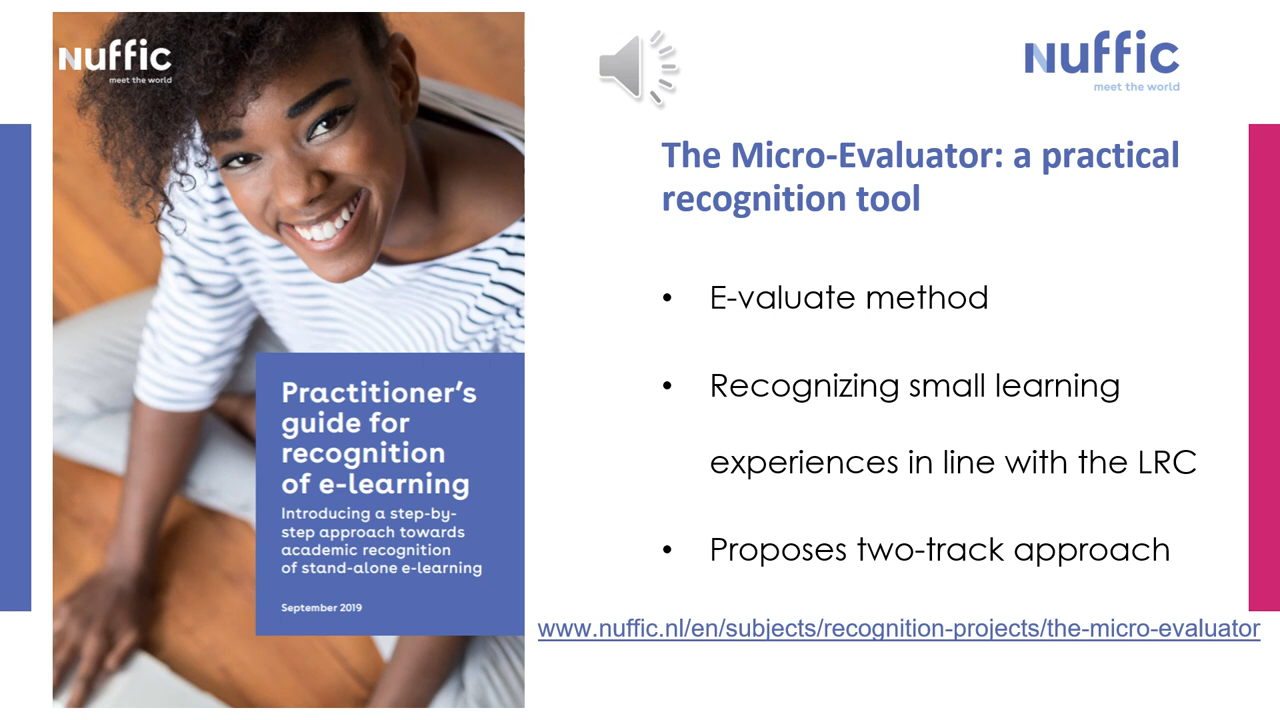 Nuffic
meet the world
Practitioner's
guide for
recognition
of e-learning
Introducing a step-by-
step approach towards
academic recognition
of stand-alone e-learning
September 2019
Nuffic
meet the world
The Micro-Evaluator: a practical
recognition tool
• E-valuate method
• Recognizing small learning
experiences in line with the LRC
• Proposes two-track approach
www.nuffic.nl/en/subjects/recognition-projects/the-micro-evaluator